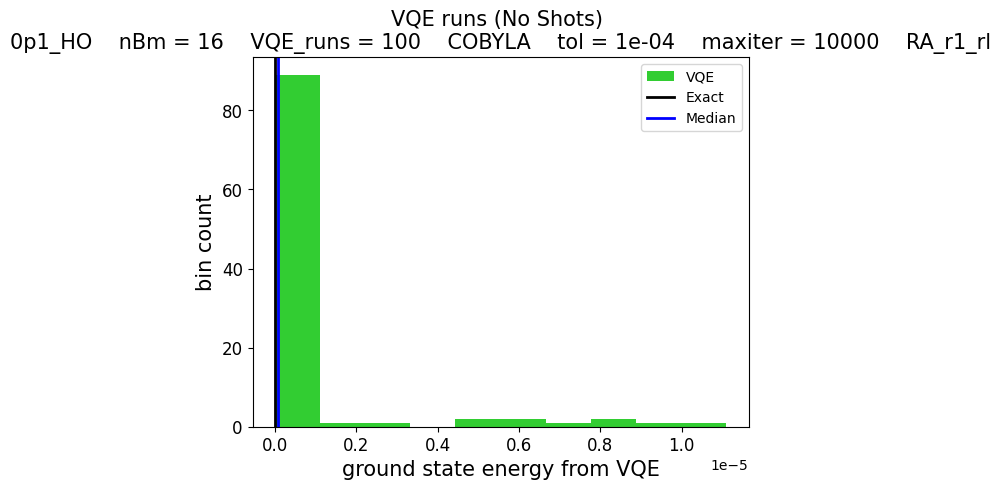 VQE runs (No Shots)
0p1_HO    nBm = 16    VQE_runs = 100    COBYLA    tol = 1e-04    maxiter = 10000    RA_r1_rl
VQE
Exact
Median
80
60
40
20
0
bin count
0.0
0.2
0.4
0.6
0.8
1.0
1e−5
ground state energy from VQE